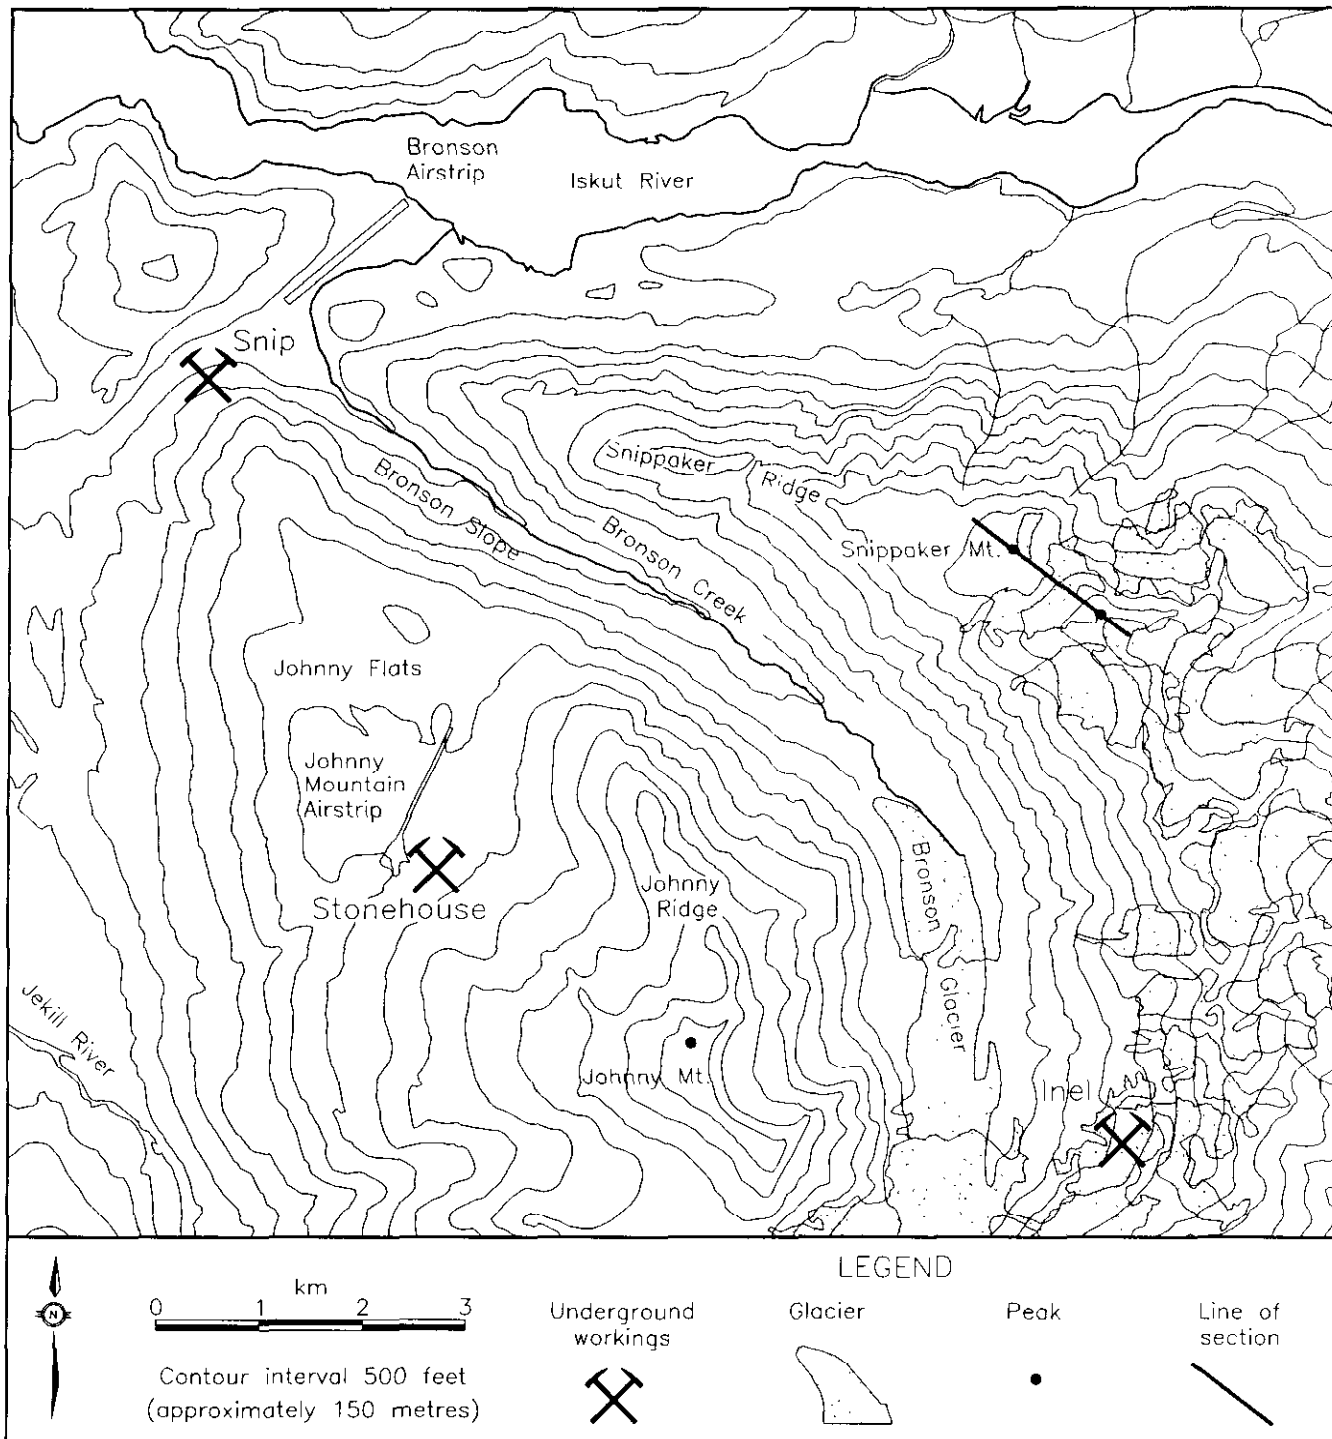 Bronson
Airstrip
Iskut River
Snip
Snippaker
Ridge
Bronson Slope
Bronson Creek
Snippaker Mt.
Johnny Flats
Johnny
Mountain
Airstrip
Stonehouse
Johnny
Ridge
Bronson
Glacier
Jekill River
Johnny Mt.
Inel
LEGEND
N
km
0 1 2 3
Contour interval 500 feet
(approximately 150 metres)
Underground
workings
Glacier
Peak
Line of
section